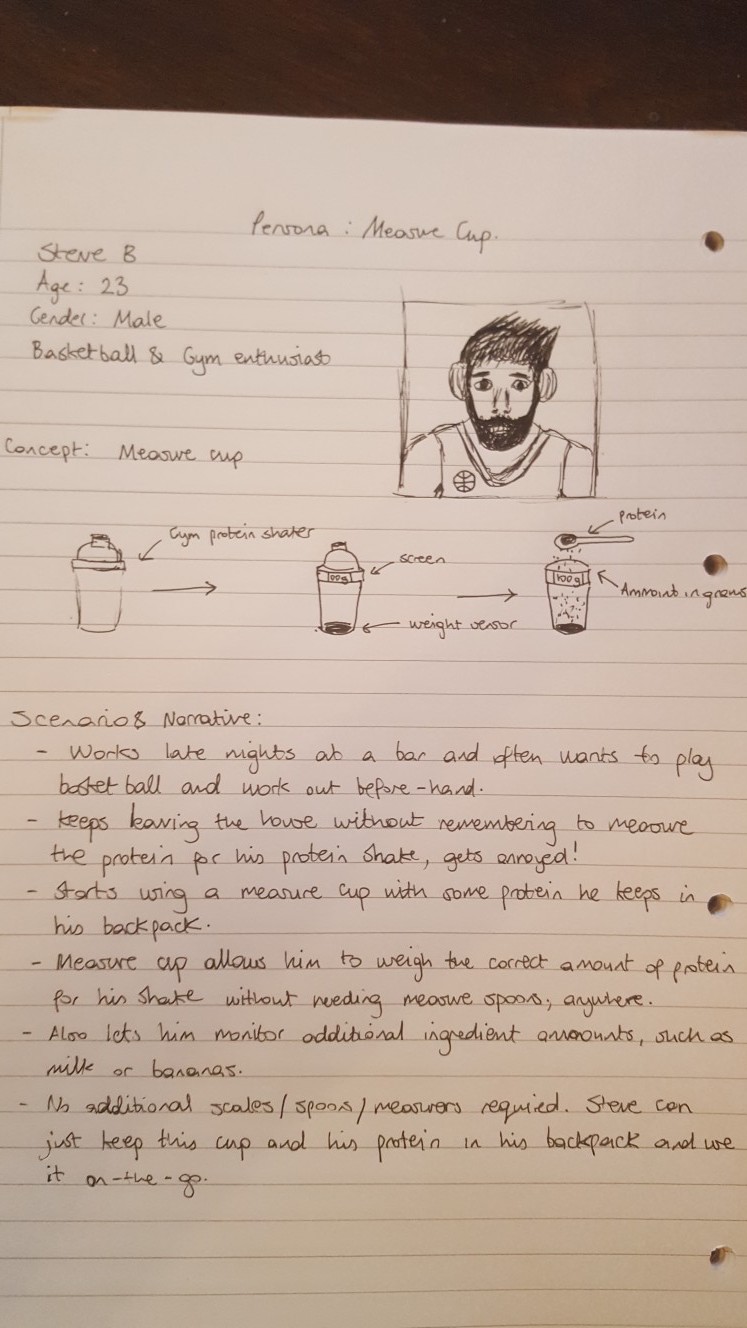 Persona : Measure Cup.
Steve B
Age: 23
Gender: Male
Basketball & Gym enthusiast
Concept: Measure cup
Gym protein shaker
screen
100g
weight sensor
protein
100g
Ammount in grams
Scenario & Narrative:
- Works late nights at a bar and often wants to play
basketball and work out before-hand.
- Keeps leaving the house without remembering to measure
the protein for his protein shake, gets annoyed!
- Starts using a measure cup with some protein he keeps in
his backpack.
- Measure cup allows him to weigh the correct amount of protein
for his shake without needing measure spoons, anywhere.
- Also lets him monitor additional ingredient ammounts, such as
milk or bananas.
- No additional scales/spoons/measurers requried. Steve can
just keep this cup and his protein in his backpack and use
it on-the-go.